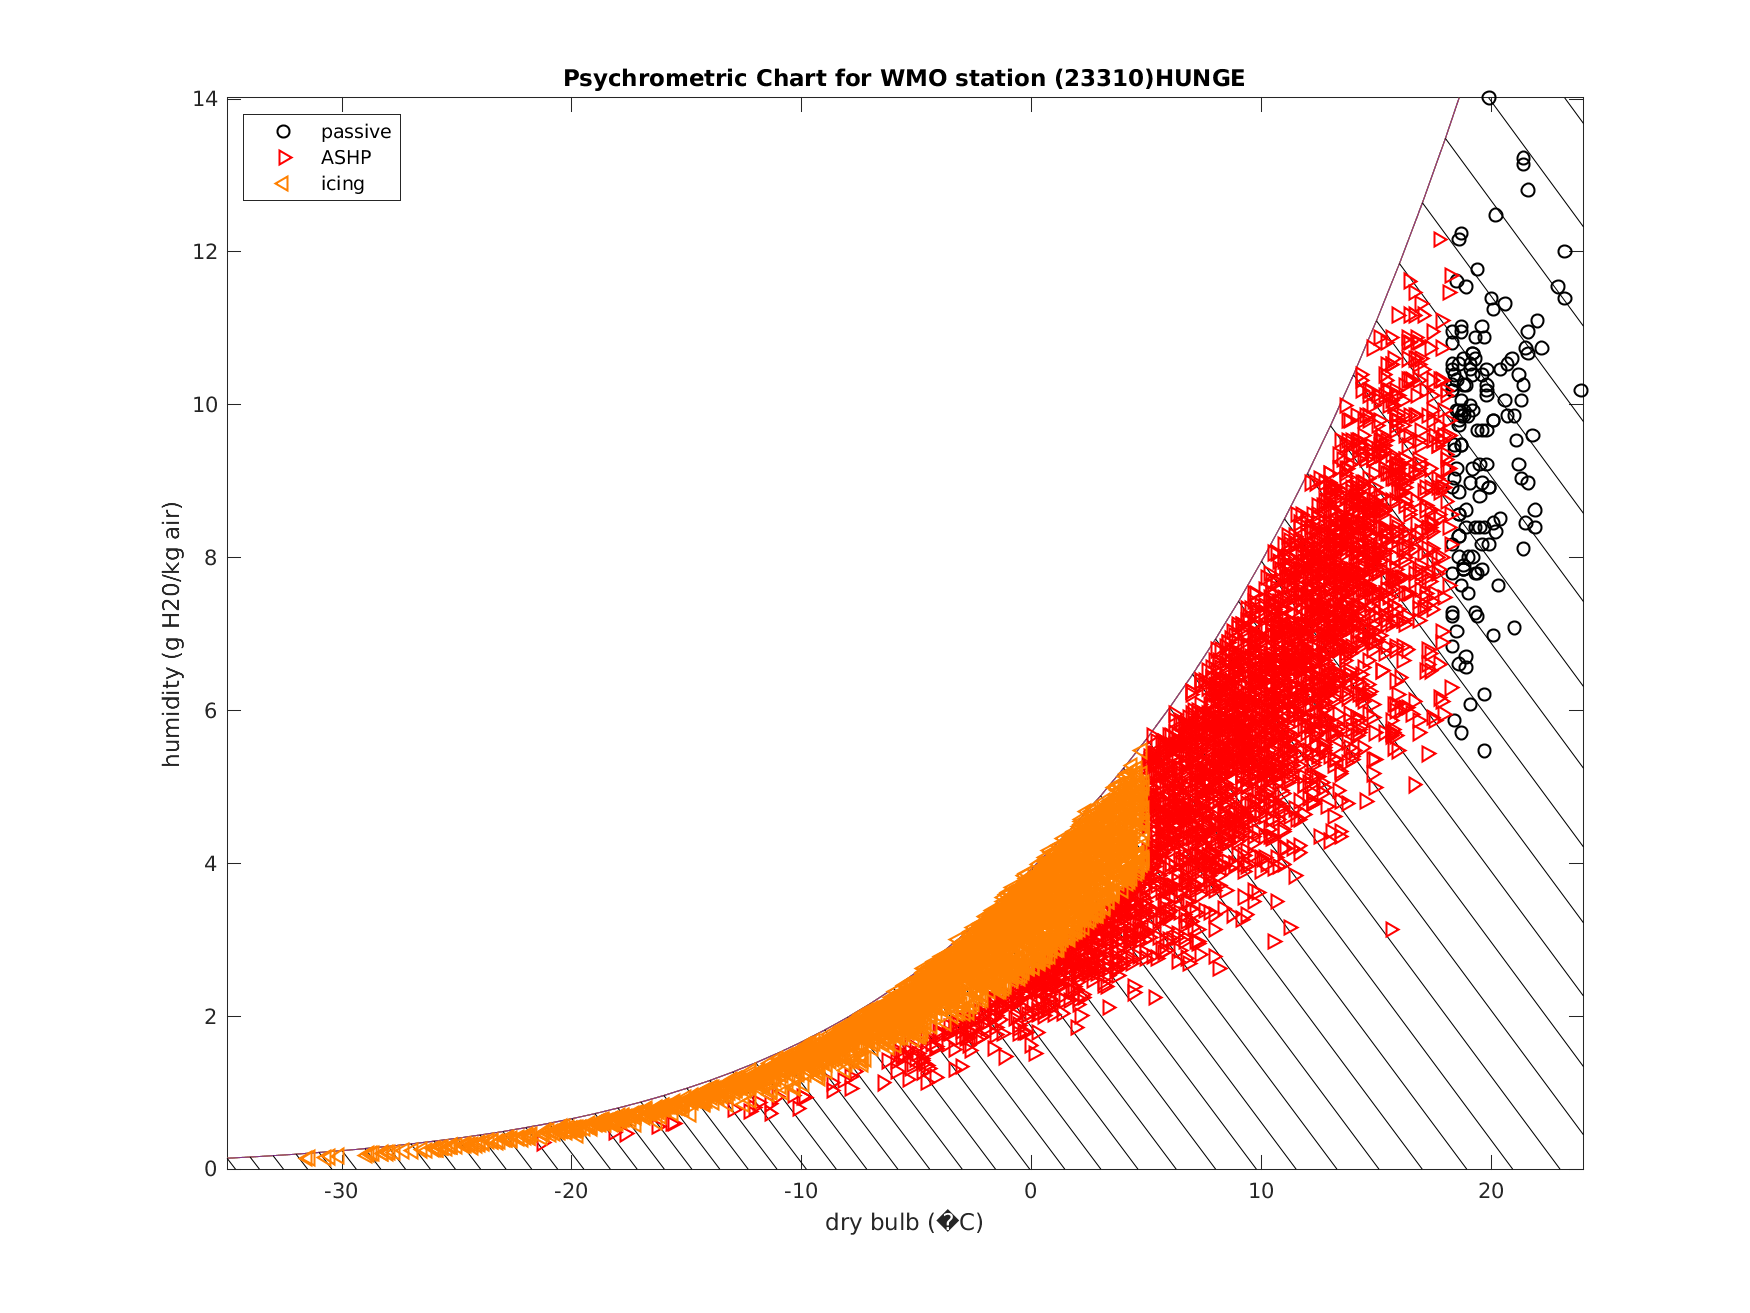 Psychrometric Chart for WMO station (23310)HUNGE
passive
ASHP
icing
14
12
10
8
6
4
2
0
humidity (g H20/kg air)
-30 -20 -10 0 10 20
dry bulb (�C)